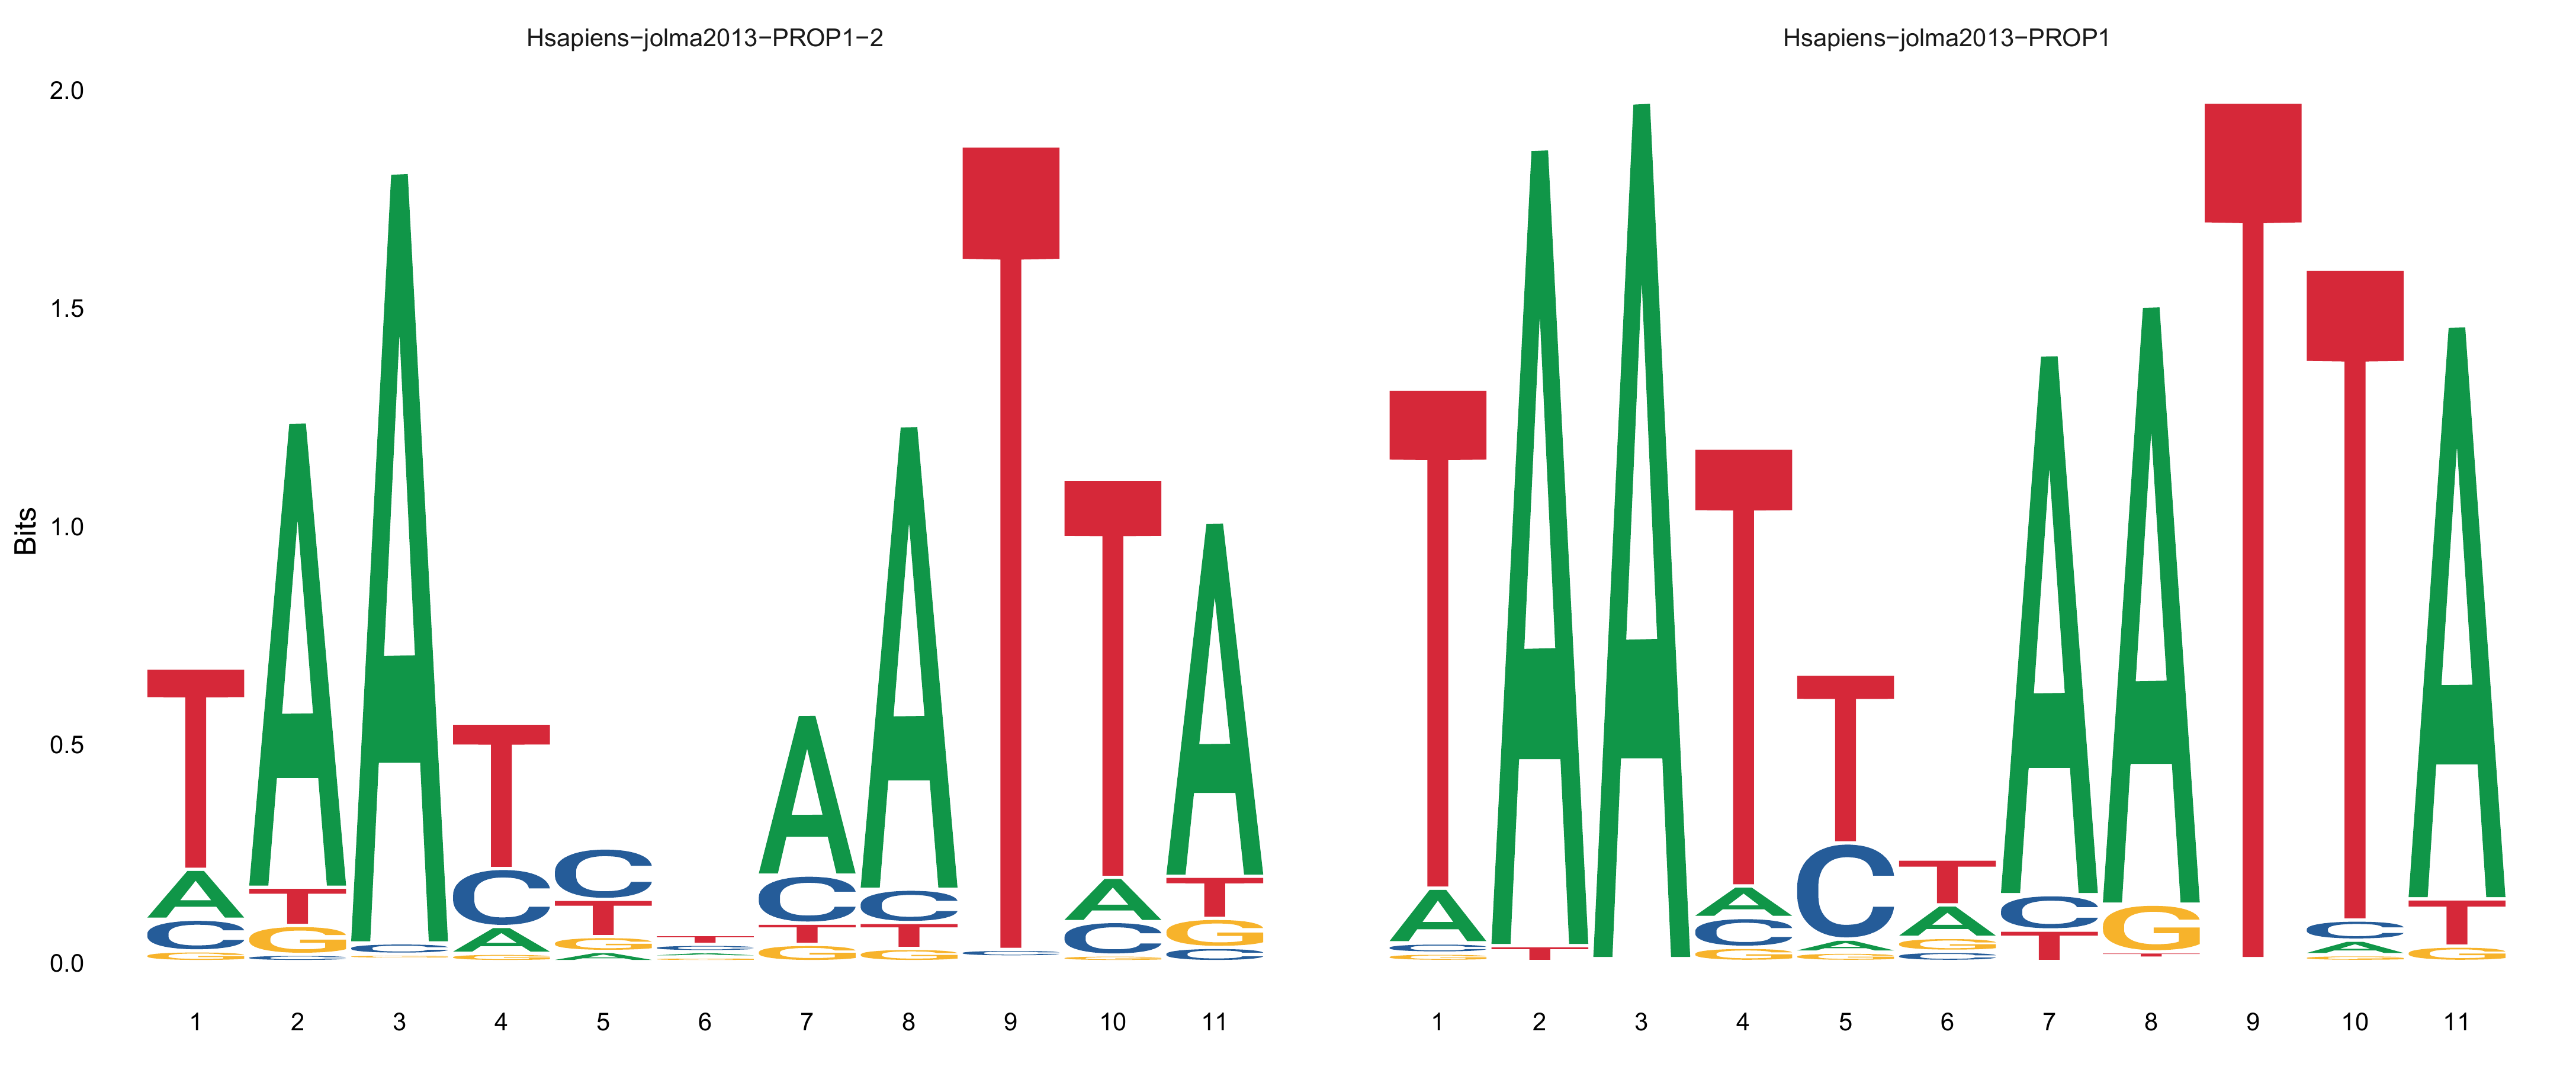 Hsapiens−jolma2013−PROP1−2
Hsapiens−jolma2013−PROP1
2.0
1.5
1.0
0.5
0.0
Bits
T A C G
A T G C
A C
T C A G
C T G A
T C A
A C T G
A C T G
T C
T A C G
A T G C
T A C G
A T
A
T A C G
T C A G
T A G C
A C T
A G T
T
T C A G
A T G
1 2 3 4 5 6 7 8 9 10 11
1 2 3 4 5 6 7 8 9 10 11